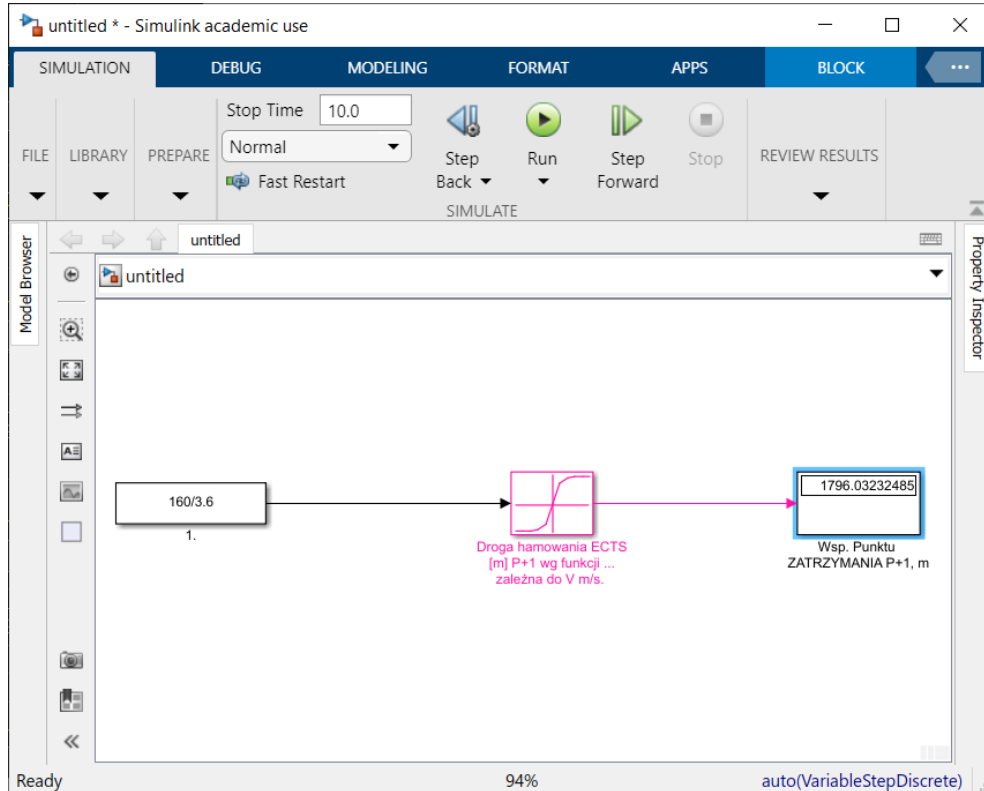 untitled * - Simulink academic use
SIMULATION DEBUG MODELING FORMAT APPS BLOCK ...
FILE
LIBRARY
PREPARE
Stop Time 10.0
Normal
Fast Restart
Step
Back
Run
Step
Forward
Stop
SIMULATE
REVIEW RESULTS
Model Browser
untitled
untitled
Property Inspector
160/3.6
1.
Droga hamowania ECTS
[m] P+1 wg funkcji ...
zależna do V m/s.
1796.03232485
Wsp. Punktu
ZATRZYMANIA P+1, m
Ready 94% auto(VariableStepDiscrete)